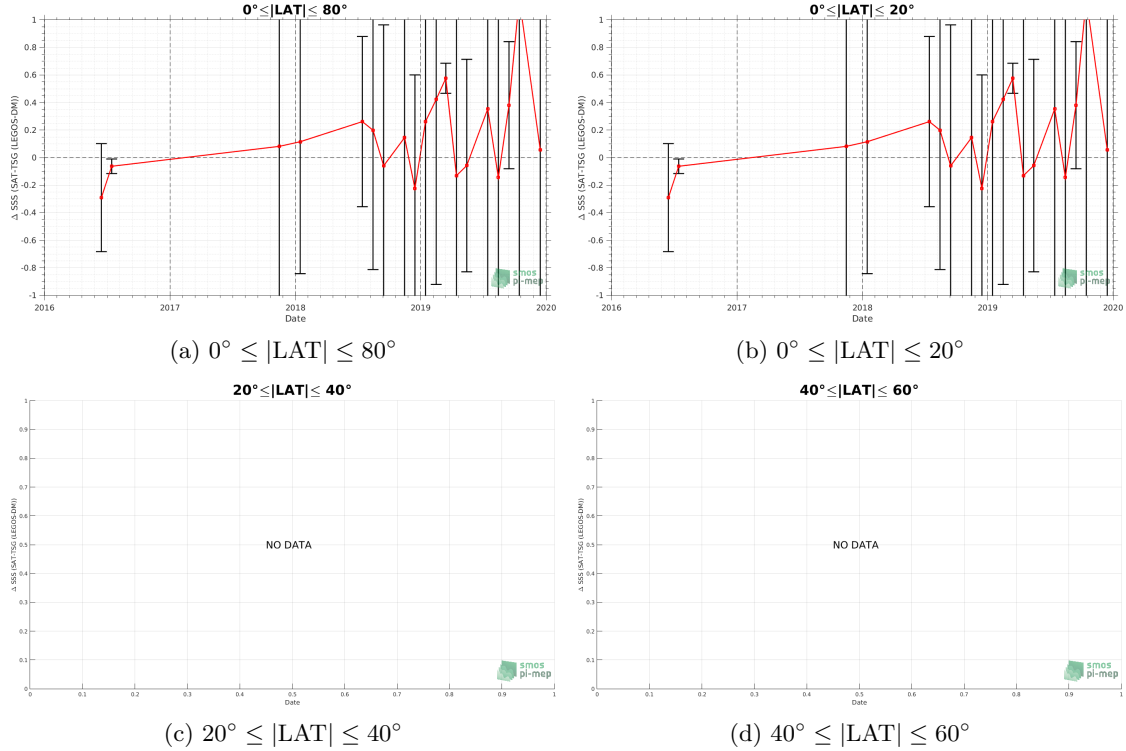 0°≤|LAT|≤ 80°
1
0.8
0.6
0.4
0.2
0
-0.2
-0.4
-0.6
-0.8
-1
Δ SSS (SAT-TSG (LEGOS-DM))
2016
2017
2018
2019
2020
Date
smos
pi-mep
(a) 0° ≤ |LAT| ≤ 80°
0°≤|LAT|≤ 20°
1
0.8
0.6
0.4
0.2
0
-0.2
-0.4
-0.6
-0.8
-1
Δ SSS (SAT-TSG (LEGOS-DM))
2016
2017
2018
2019
2020
Date
smos
pi-mep
(b) 0° ≤ |LAT| ≤ 20°
20°≤|LAT|≤ 40°
1
0.9
0.8
0.7
0.6
0.5
0.4
0.3
0.2
0.1
0
Δ SSS (SAT-TSG (LEGOS-DM))
NO DATA
0
0.1
0.2
0.3
0.4
0.5
0.6
0.7
0.8
0.9
1
Date
smos
pi-mep
(c) 20° ≤ |LAT| ≤ 40°
40°≤|LAT|≤ 60°
1
0.9
0.8
0.7
0.6
0.5
0.4
0.3
0.2
0.1
0
Δ SSS (SAT-TSG (LEGOS-DM))
NO DATA
0
0.1
0.2
0.3
0.4
0.5
0.6
0.7
0.8
0.9
1
Date
smos
pi-mep
(d) 40° ≤ |LAT| ≤ 60°